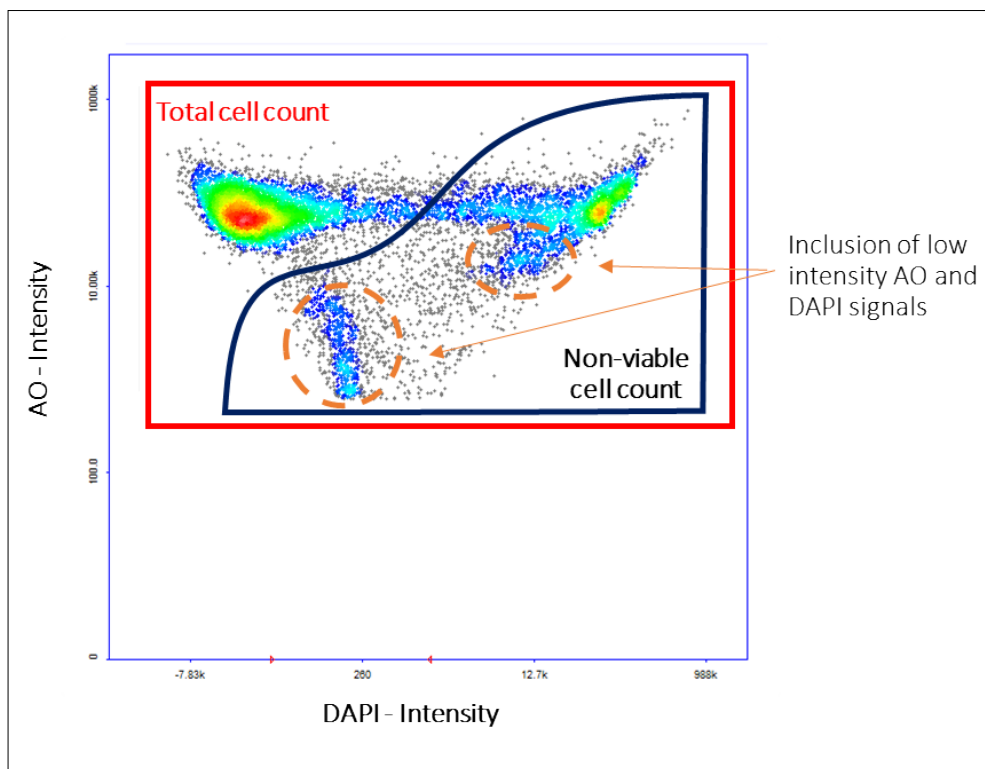 Total cell count
1000k
10.000k
100.0
0
AO - Intensity
Inclusion of low
intensity AO and
DAPI signals
Non-viable
cell count
-7.83k
260
12.7k
988k
DAPI - Intensity